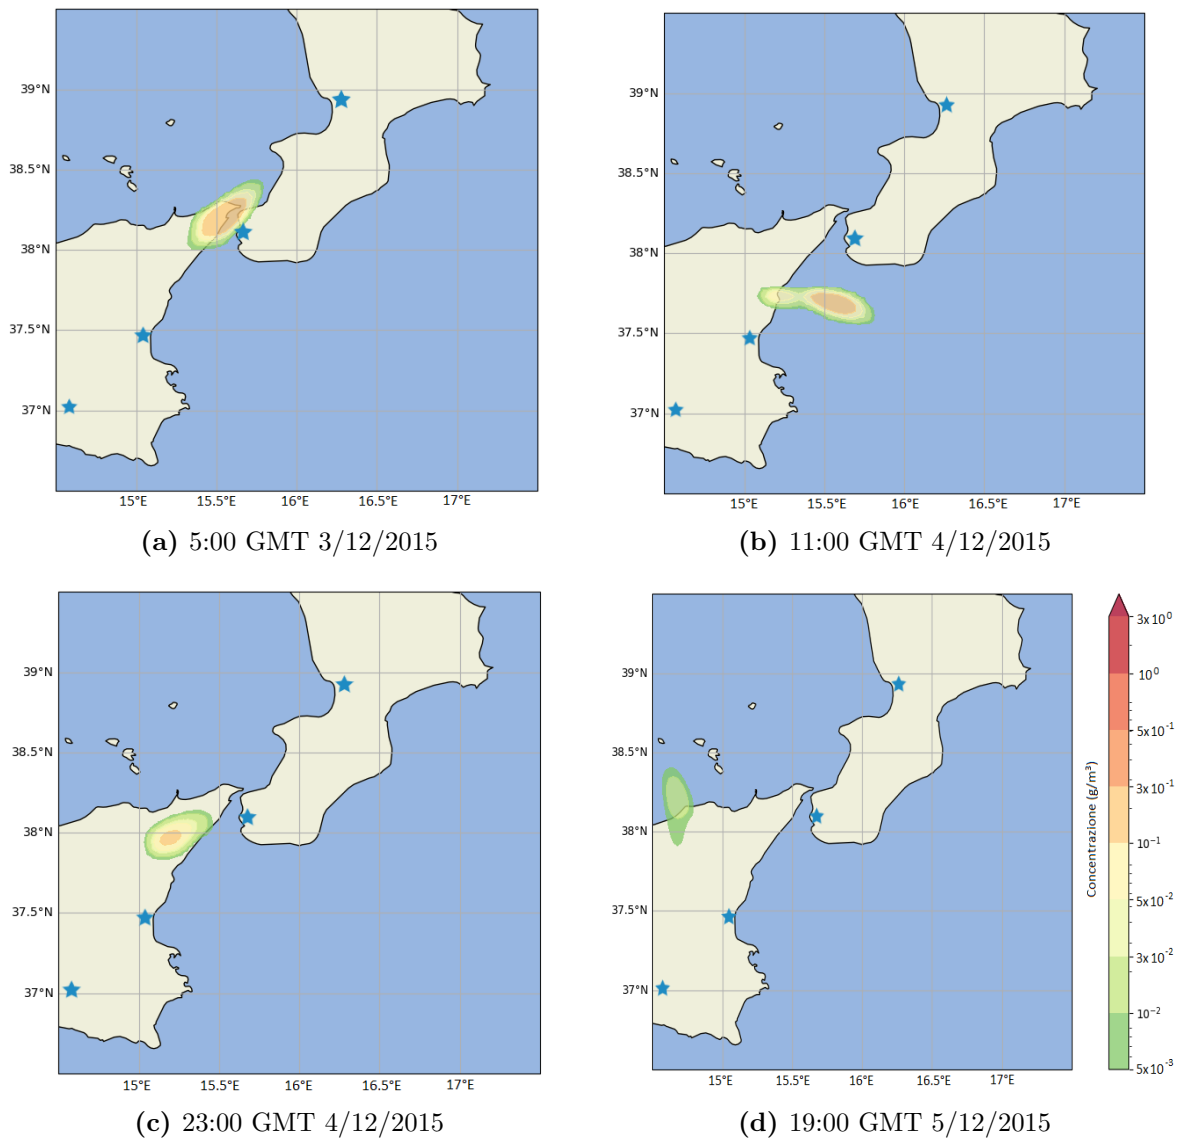 39°N
38.5°N
38°N
37.5°N
37°N
15°E 15.5°E 16°E 16.5°E 17°E
(a) 5:00 GMT 3/12/2015
39°N
38.5°N
38°N
37.5°N
37°N
15°E 15.5°E 16°E 16.5°E 17°E
(b) 11:00 GMT 4/12/2015
39°N
38.5°N
38°N
37.5°N
37°N
15°E 15.5°E 16°E 16.5°E 17°E
(c) 23:00 GMT 4/12/2015
39°N
38.5°N
38°N
37.5°N
37°N
15°E 15.5°E 16°E 16.5°E 17°E
Concentrazione (g/m³)
3x10⁰
10⁰
5x10⁻¹
3x10⁻¹
10⁻¹
5x10⁻²
3x10⁻²
10⁻²
5x10⁻³
(d) 19:00 GMT 5/12/2015